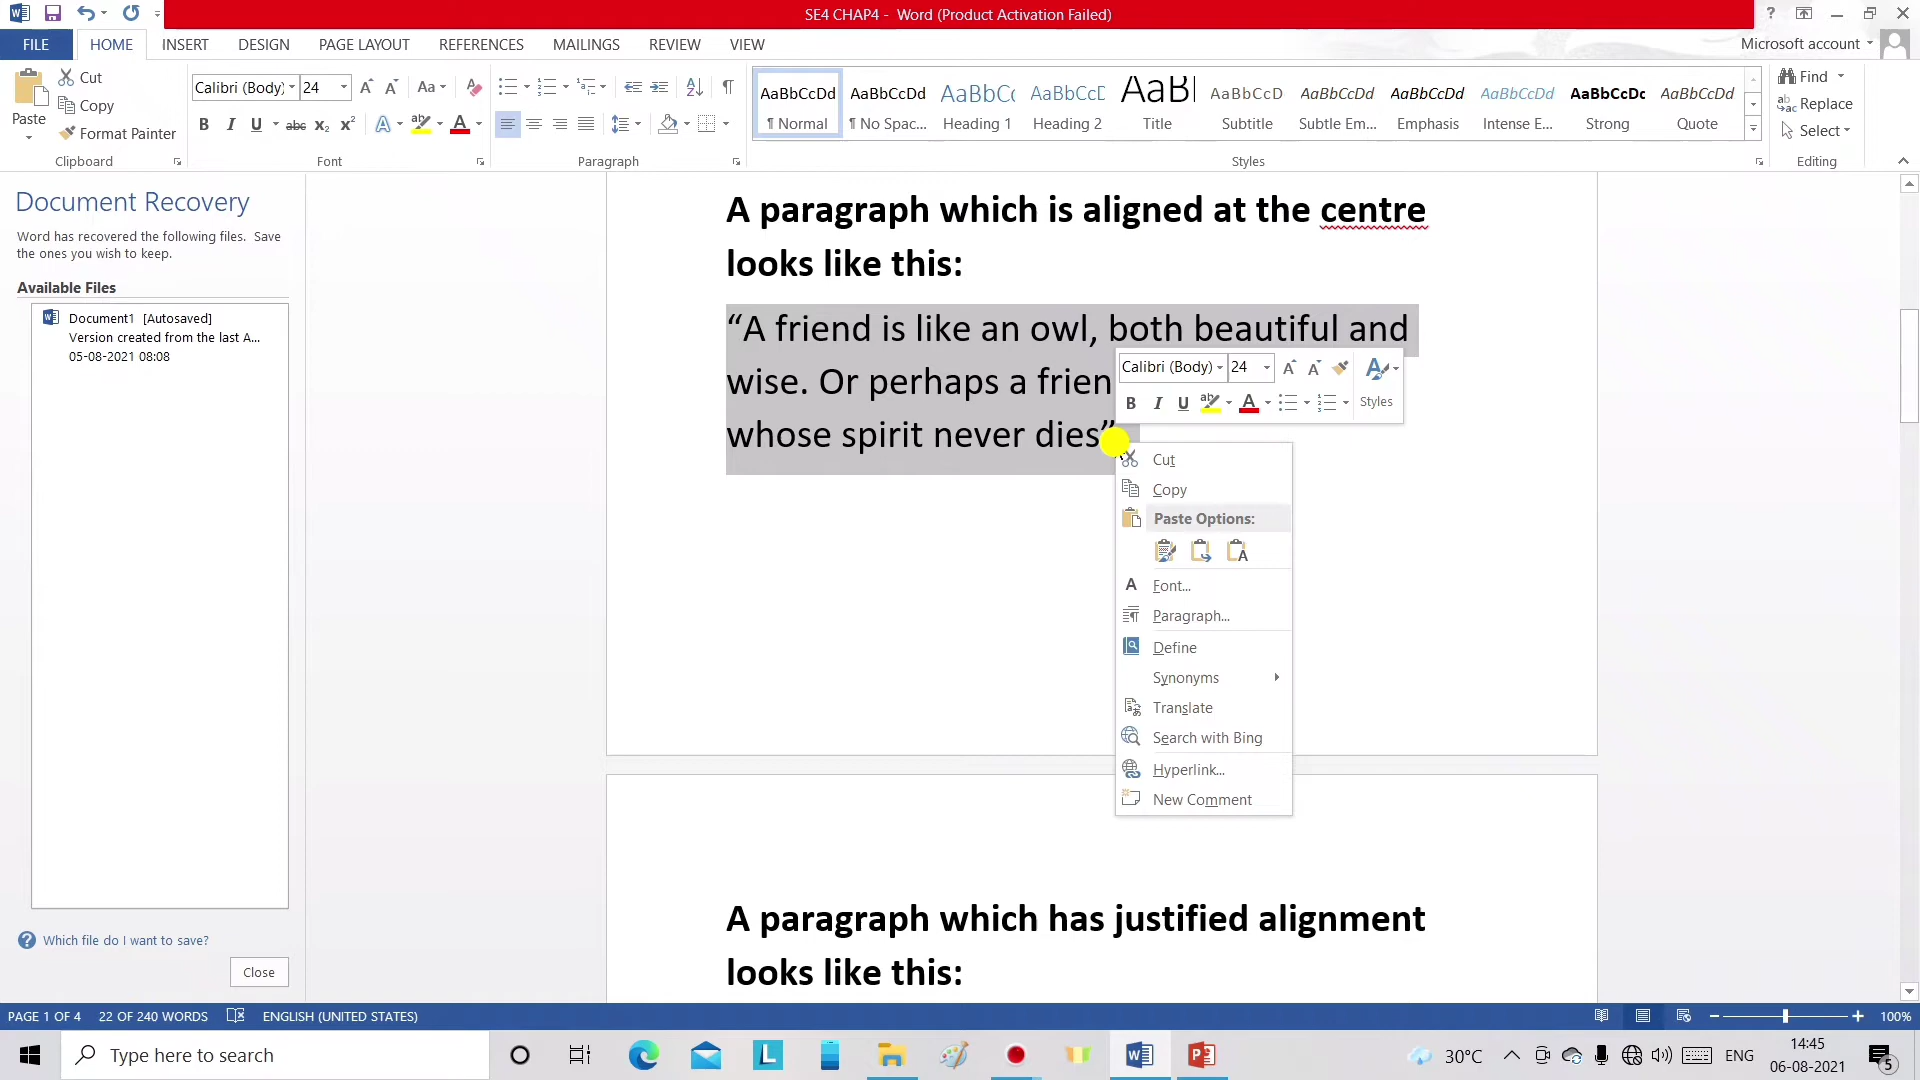 SE4 CHAP4 - Word (Product Activation Failed)
FILE HOME INSERT DESIGN PAGE LAYOUT REFERENCES MAILINGS REVIEW VIEW
Microsoft account
Paste
Cut
Copy
Format Painter
Clipboard
Calibri (Body) 24
Font
Paragraph
AaBbCcDd
¶ Normal
AaBbCcDd
¶ No Spac...
AaBbCc
Heading 1
AaBbCcD
Heading 2
AaBl
Title
AaBbCcD
Subtitle
AaBbCcDd
Subtle Em...
AaBbCcDd
Emphasis
AaBbCcDd
Intense E...
AaBbCcDc
Strong
AaBbCcDd
Quote
Styles
Find
Replace
Select
Editing
Document Recovery
Word has recovered the following files. Save
the ones you wish to keep.
Available Files
Document1 [Autosaved]
Version created from the last A...
05-08-2021 08:08
Which file do I want to save?
Close
A paragraph which is aligned at the centre
looks like this:
“A friend is like an owl, both beautiful and
wise. Or perhaps a frien
whose spirit never dies”
Calibri (Body) 24
B I U
Styles
Cut
Copy
Paste Options:
Font...
Paragraph...
Define
Synonyms
Translate
Search with Bing
Hyperlink...
New Comment
A paragraph which has justified alignment
looks like this:
PAGE 1 OF 4 22 OF 240 WORDS ENGLISH (UNITED STATES)
100%
Type here to search
30°C
ENG
14:45
06-08-2021
5